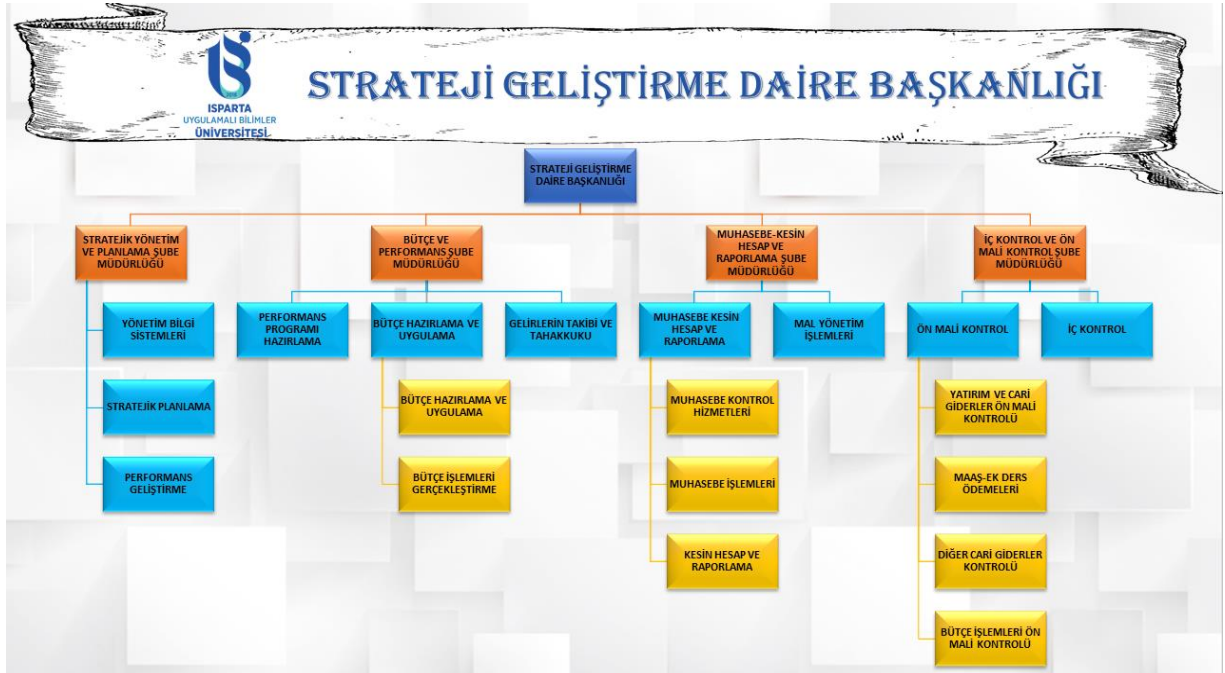 ISPARTA
UYGULAMALI BİLİMLER
ÜNİVERSİTESİ
STRATEJİ GELİŞTİRME DAİRE BAŞKANLIĞI
STRATEJİ GELİŞTİRME
DAİRE BAŞKANLIĞI
STRATEJİK YÖNETİM
VE PLANLAMA ŞUBE
MÜDÜRLÜĞÜ
BÜTÇE VE
PERFORMANS ŞUBE
MÜDÜRLÜĞÜ
MUHASEBE-KESİN
HESAP VE
RAPORLAMA ŞUBE
MÜDÜRLÜĞÜ
İÇ KONTROL VE ÖN
MALİ KONTROL ŞUBE
MÜDÜRLÜĞÜ
YÖNETİM BİLGİ
SİSTEMLERİ
PERFORMANS
PROGRAMI
HAZIRLAMA
BÜTÇE HAZIRLAMA VE
UYGULAMA
GELİRLERİN TAKİBİ VE
TAHAKKUKU
MUHASEBE KESİN
HESAP VE
RAPORLAMA
MAL YÖNETİM
İŞLEMLERİ
ÖN MALİ KONTROL
İÇ KONTROL
STRATEJİK PLANLAMA
BÜTÇE HAZIRLAMA VE
UYGULAMA
MUHASEBE KONTROL
HİZMETLERİ
YATIRIM VE CARİ
GİDERLER ÖN MALİ
KONTROLÜ
PERFORMANS
GELİŞTİRME
BÜTÇE İŞLEMLERİ
GERÇEKLEŞTİRME
MUHASEBE İŞLEMLERİ
MAAŞ-EK DERS
ÖDEMELERİ
KESİN HESAP VE
RAPORLAMA
DİĞER CARİ GİDERLER
KONTROLÜ
BÜTÇE İŞLEMLERİ ÖN
MALİ KONTROLÜ